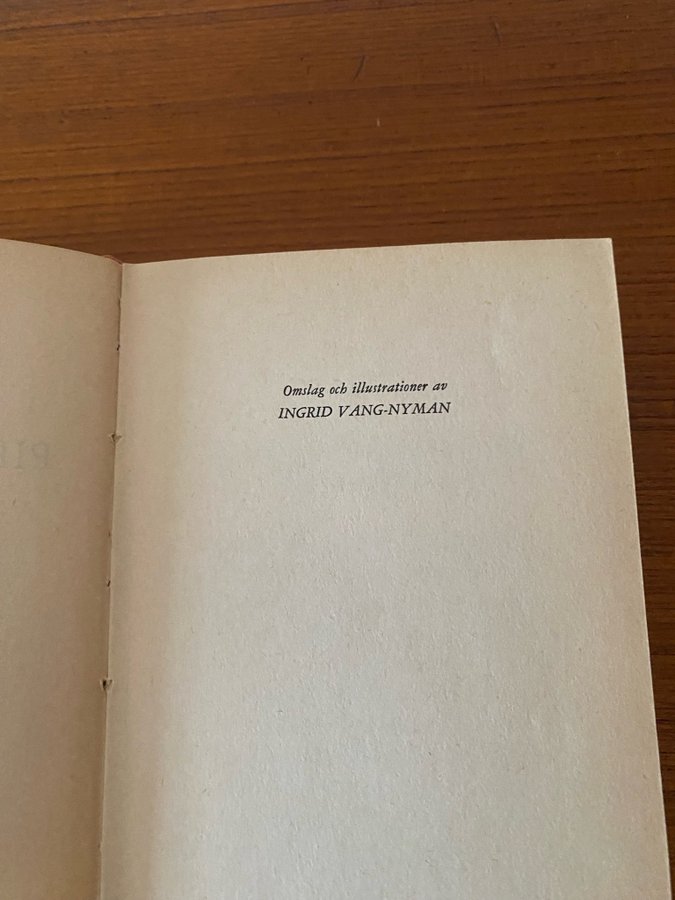 Omslag och illustrationer av
INGRID VANG-NYMAN